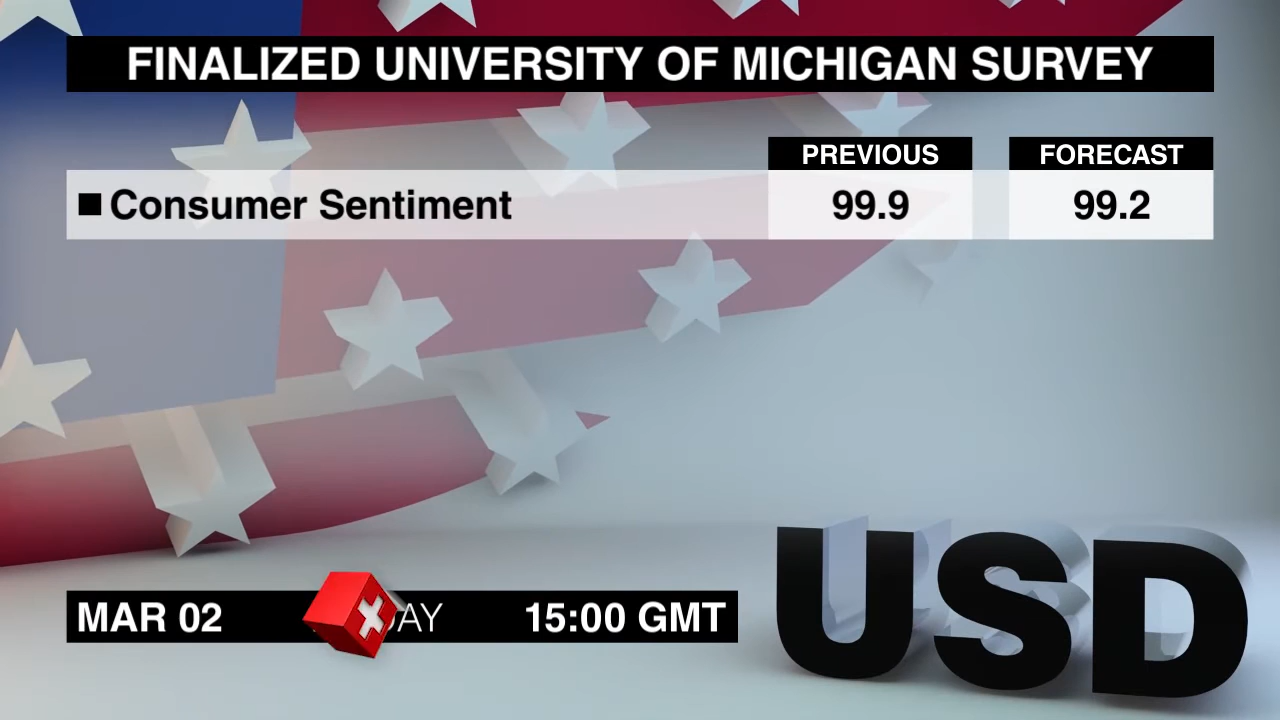 FINALIZED UNIVERSITY OF MICHIGAN SURVEY
PREVIOUS FORECAST
Consumer Sentiment 99.9 99.2
MAR 02 15:00 GMT
USD